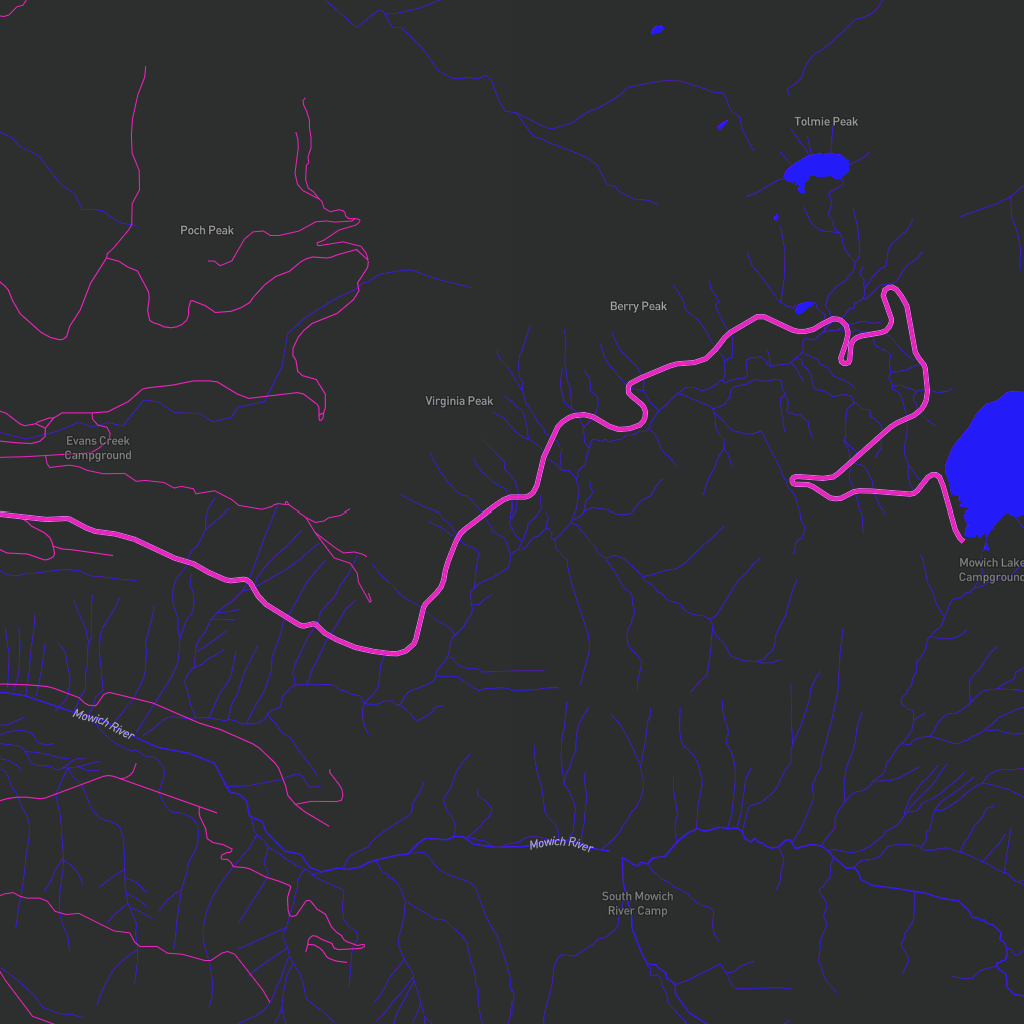 Tolmie Peak
Poch Peak
Berry Peak
Virginia Peak
Evans Creek
Campground
Mowich Lake
Campground
Mowich River
Mowich River
South Mowich
River Camp